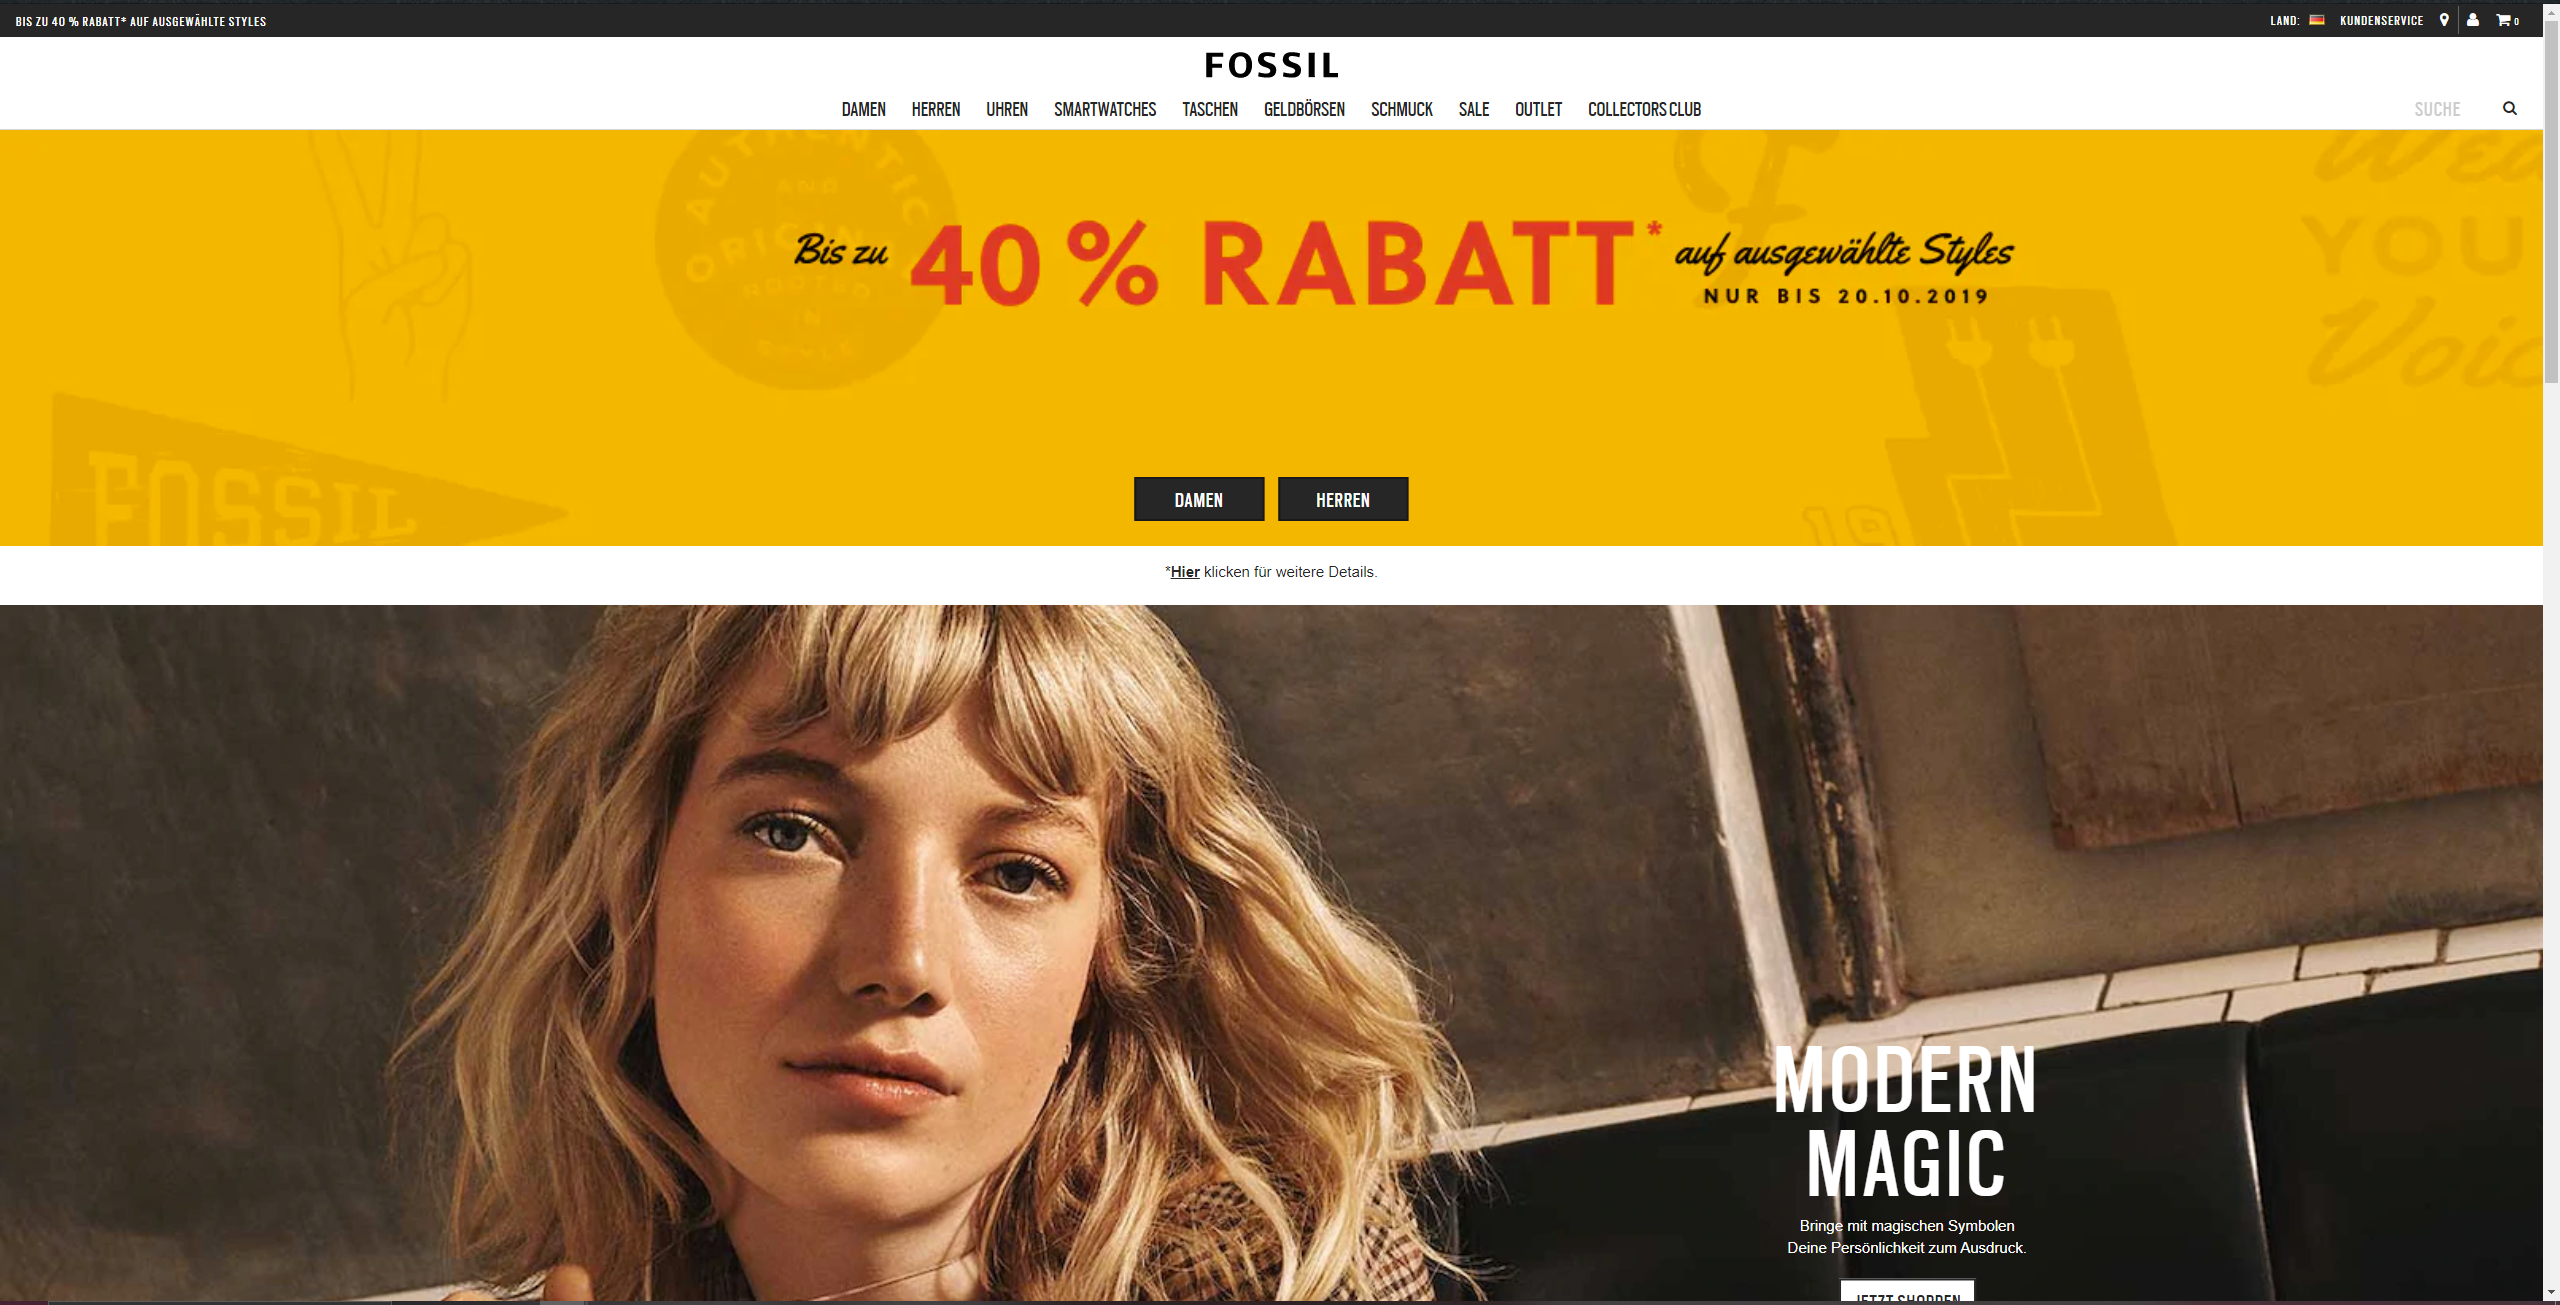 BIS ZU 40 % RABATT* AUF AUSGEWÄHLTE STYLES
LAND: KUNDENSERVICE 0
FOSSIL
DAMEN HERREN UHREN SMARTWATCHES TASCHEN GELDBÖRSEN SCHMUCK SALE OUTLET COLLECTORS CLUB SUCHE
AUTHENTIC
AND
ORIGINAL
ROOTED
IN
STYLE
YOU
Bis zu 40 % RABATT* auf ausgewählte Styles
NUR BIS 20.10.2019
FOSSIL
19
DAMEN HERREN
*Hier klicken für weitere Details.
MODERN
MAGIC
Bringe mit magischen Symbolen
Deine Persönlichkeit zum Ausdruck.
JETZT SHOPPEN